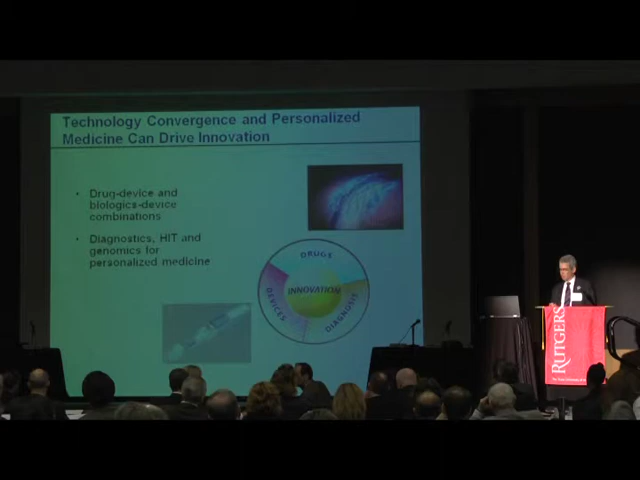 Technology Convergence and Personalized
Medicine Can Drive Innovation
• Drug-device and
biologics-device
combinations
• Diagnostics, HIT and
genomics for
personalized medicine
DRUGS
DEVICES
INNOVATION
DIAGNOSIS
RUTGERS